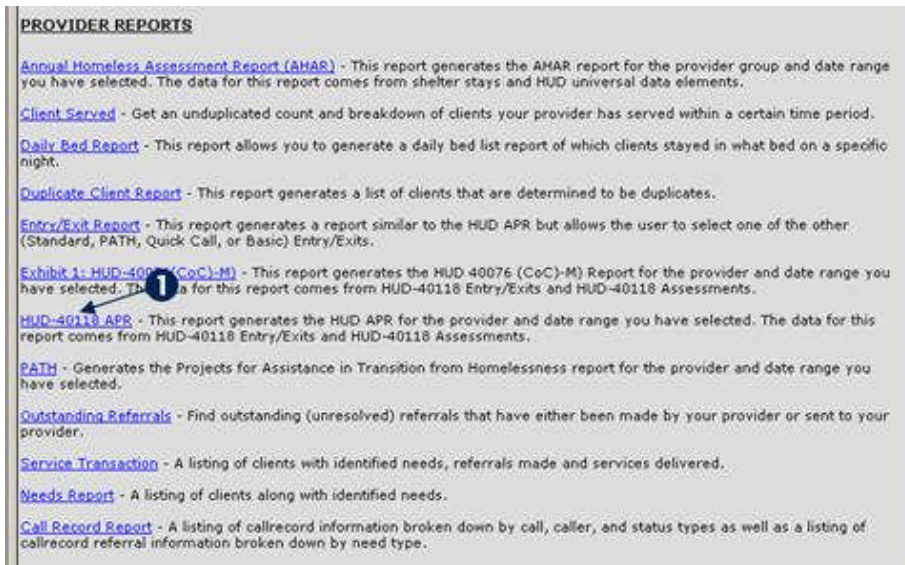 PROVIDER REPORTS
Annual Homeless Assessment Report (AHAR) - This report generates the AHAR report for the provider group and date range
you have selected. The data for this report comes from shelter stays and HUD universal data elements.
Client Served - Get an unduplicated count and breakdown of clients your provider has served within a certain time period.
Daily Bed Report - This report allows you to generate a daily bed list report of which clients stayed in what bed on a specific
night.
Duplicate Client Report - This report generates a list of clients that are determined to be duplicates.
Entry/Exit Report - This report generates a report similar to the HUD APR but allows the user to select one of the other
(Standard, PATH, Quick Call, or Basic) Entry/Exits.
Exhibit 1: (CoC)-M) - This report generates the HUD 40076 (CoC)-M) Report for the provider and date range you
have selected. for this report comes from HUD-40118 Entry/Exits and HUD-40118 Assessments.
1
HUD-40118 APR - This report generates the HUD APR for the provider and date range you have selected. The data for this
report comes from HUD-40118 Entry/Exits and HUD-40118 Assessments.
PATH - Generates the Projects for Assistance in Transition from Homelessness report for the provider and date range you
have selected.
Outstanding Referrals - Find outstanding (unresolved) referrals that have either been made by your provider or sent to your
provider.
Service Transaction - A listing of clients with identified needs, referrals made and services delivered.
Needs Report - A listing of clients along with identified needs.
Call Record Report - A listing of callrecord information broken down by call, caller, and status types as well as a listing of
callrecord referral information broken down by need type.